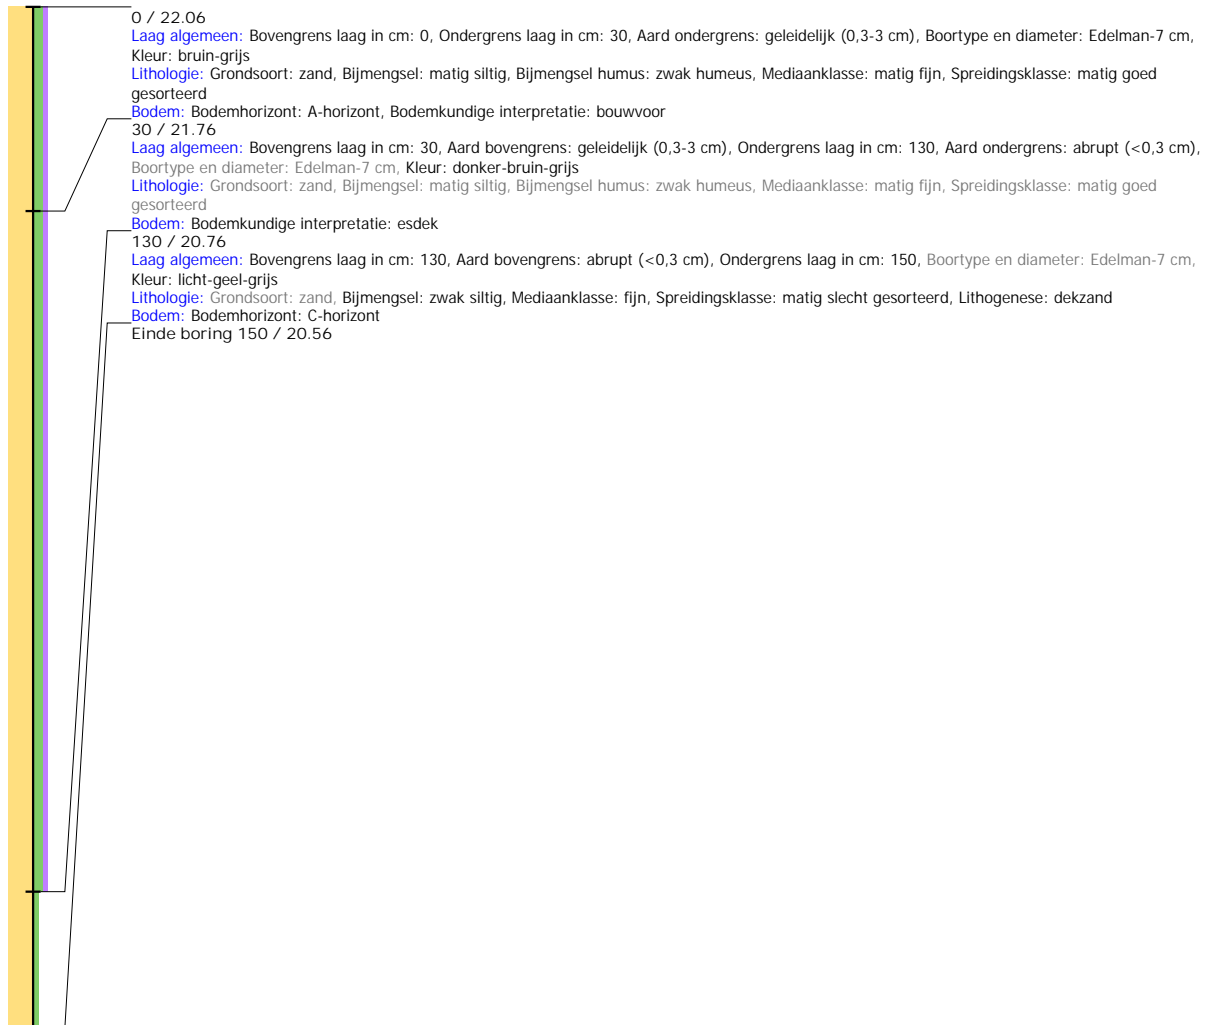 0 / 22.06
Laag algemeen: Bovengrens laag in cm: 0, Ondergrens laag in cm: 30, Aard ondergrens: geleidelijk (0,3-3 cm), Boortype en diameter: Edelman-7 cm,
Kleur: bruin-grijs
Lithologie: Grondsoort: zand, Bijmengsel: matig siltig, Bijmengsel humus: zwak humeus, Mediaanklasse: matig fijn, Spreidingsklasse: matig goed
gesorteerd
Bodem: Bodemhorizont: A-horizont, Bodemkundige interpretatie: bouwvoor
30 / 21.76
Laag algemeen: Bovengrens laag in cm: 30, Aard bovengrens: geleidelijk (0,3-3 cm), Ondergrens laag in cm: 130, Aard ondergrens: abrupt (<0,3 cm),
Boortype en diameter: Edelman-7 cm, Kleur: donker-bruin-grijs
Lithologie: Grondsoort: zand, Bijmengsel: matig siltig, Bijmengsel humus: zwak humeus, Mediaanklasse: matig fijn, Spreidingsklasse: matig goed
gesorteerd
Bodem: Bodemkundige interpretatie: esdek
130 / 20.76
Laag algemeen: Bovengrens laag in cm: 130, Aard bovengrens: abrupt (<0,3 cm), Ondergrens laag in cm: 150, Boortype en diameter: Edelman-7 cm,
Kleur: licht-geel-grijs
Lithologie: Grondsoort: zand, Bijmengsel: zwak siltig, Mediaanklasse: fijn, Spreidingsklasse: matig slecht gesorteerd, Lithogenese: dekzand
Bodem: Bodemhorizont: C-horizont
Einde boring 150 / 20.56